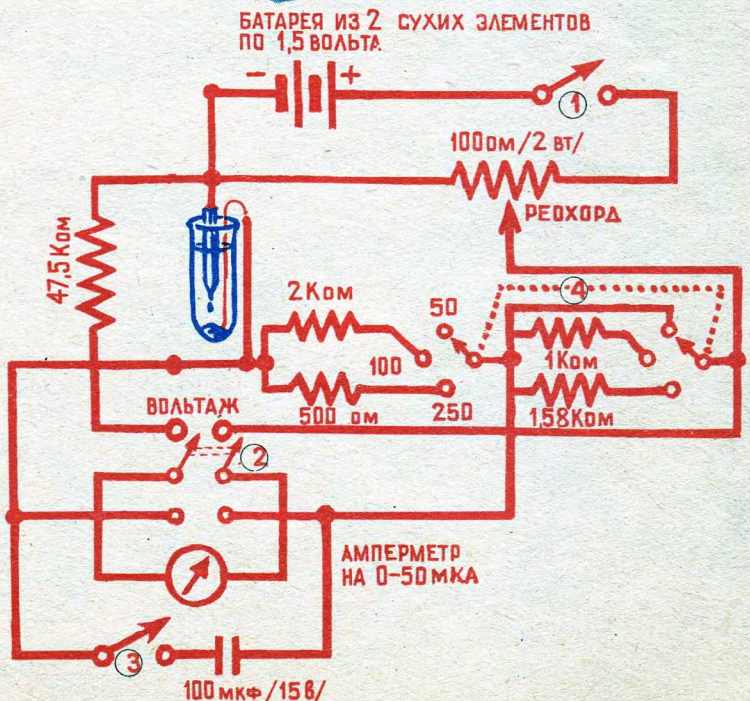 БАТАРЕЯ ИЗ 2 СУХИХ ЭЛЕМЕНТОВ
ПО 1,5 ВОЛЬТА
- +
1
100 ОМ /2 ВТ/
РЕОХОРД
47,5 КОМ
2 КОМ
50
4
100
1 КОМ
500 ОМ
250
1,58 КОМ
ВОЛЬТАЖ
2
АМПЕРМЕТР
НА 0-50 МКА
3
100 МКФ /15 В/